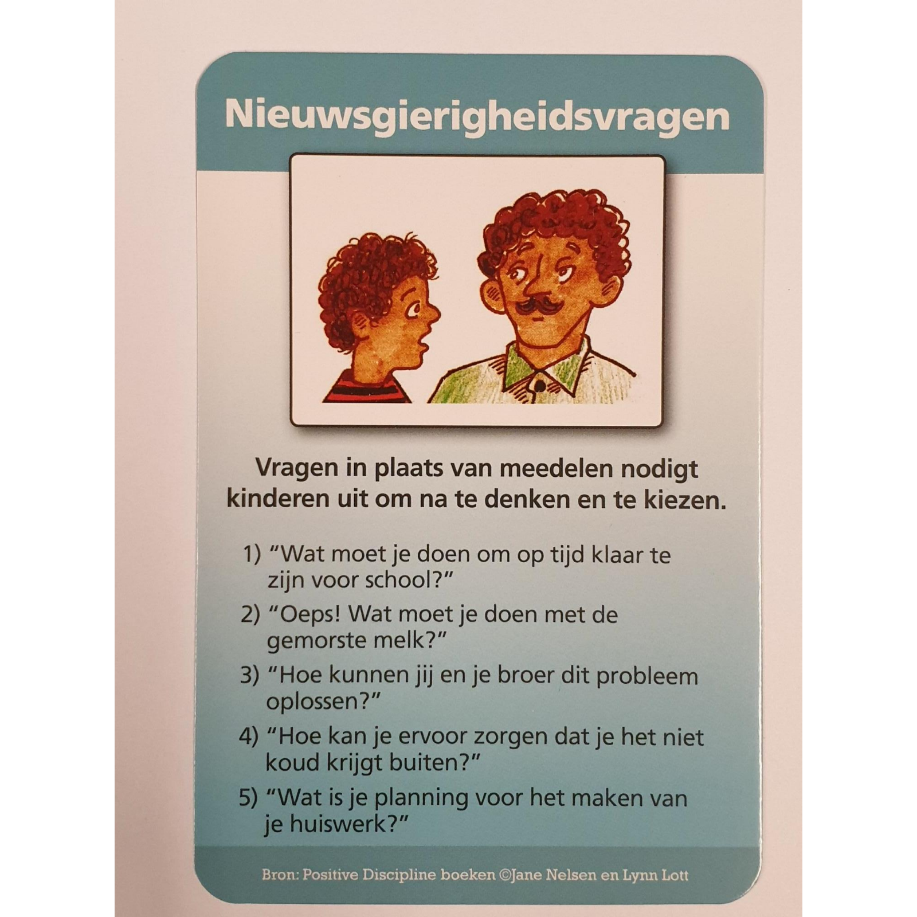 Nieuwsgierigheidsvragen
Vragen in plaats van meedelen nodigt
kinderen uit om na te denken en te kiezen.
1) “Wat moet je doen om op tijd klaar te
zijn voor school?”
2) “Oeps! Wat moet je doen met de
gemorste melk?”
3) “Hoe kunnen jij en je broer dit probleem
oplossen?”
4) “Hoe kan je ervoor zorgen dat je het niet
koud krijgt buiten?”
5) “Wat is je planning voor het maken van
je huiswerk?”
Bron: Positive Discipline boeken ©Jane Nelsen en Lynn Lott